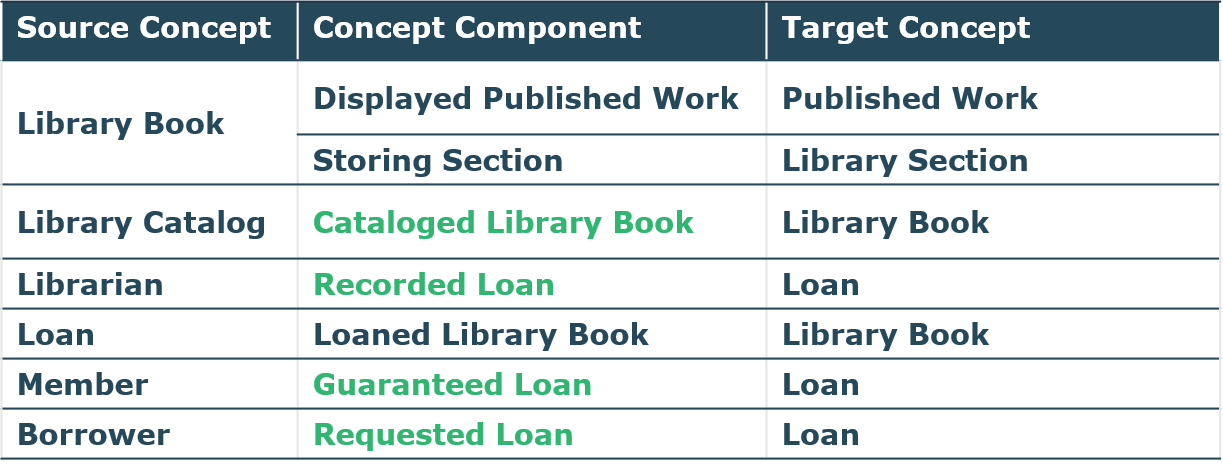 Source Concept Concept Component Target Concept
Library Book Displayed Published Work Published Work
Storing Section Library Section
Library Catalog Cataloged Library Book Library Book
Librarian Recorded Loan Loan
Loan Loaned Library Book Library Book
Member Guaranteed Loan Loan
Borrower Requested Loan Loan